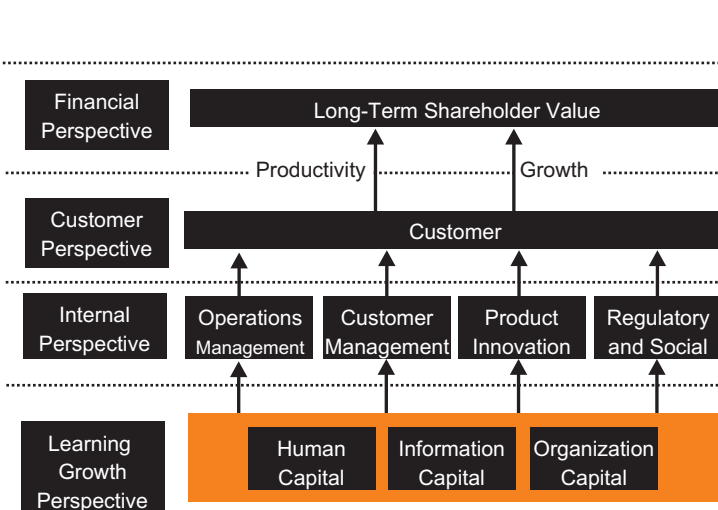 Financial
Perspective
Long-Term Shareholder Value
Productivity
Growth
Customer
Perspective
Customer
Internal
Perspective
Operations
Management
Customer
Management
Product
Innovation
Regulatory
and Social
Learning
Growth
Perspective
Human
Capital
Information
Capital
Organization
Capital